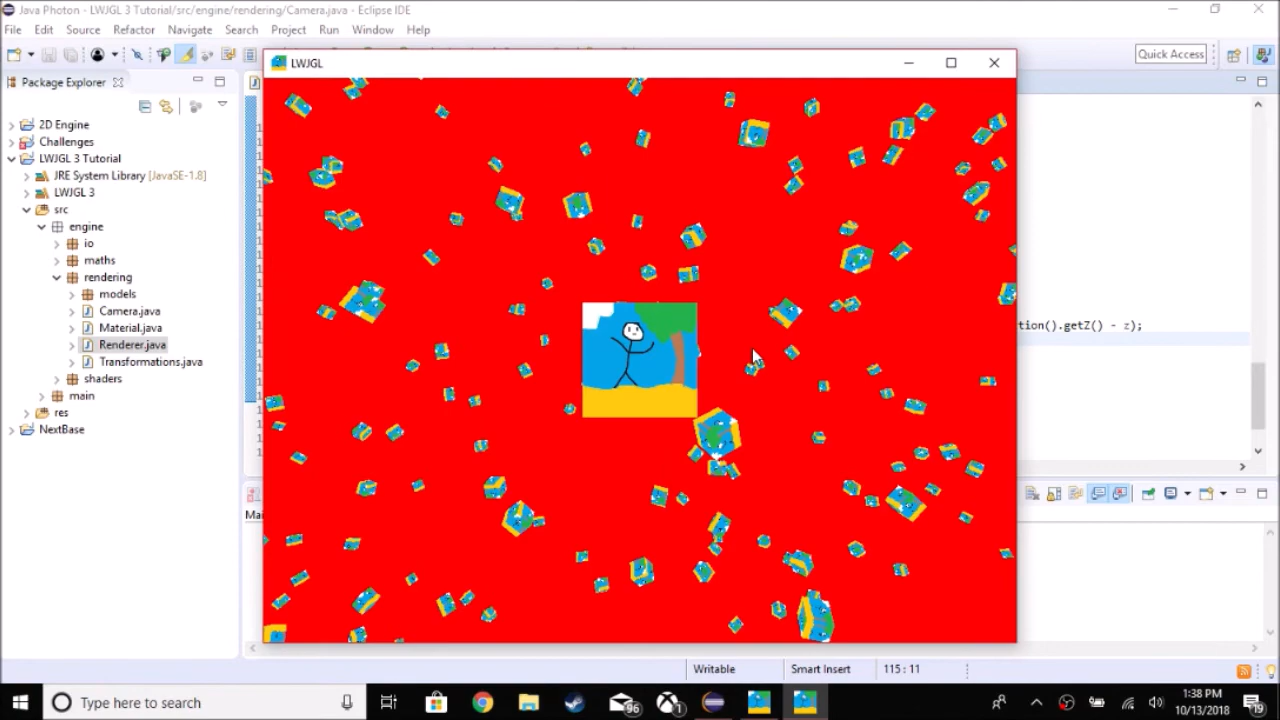 Java Photon - LWJGL 3 Tutorial/src/engine/rendering/Camera.java - Eclipse IDE
File Edit Source Refactor Navigate Search Project Run Window Help
Quick Access
LWJGL
Package Explorer
2D Engine
Challenges
LWJGL 3 Tutorial
JRE System Library [JavaSE-1.8]
LWJGL 3
src
engine
io
maths
rendering
models
Camera.java
Material.java
Renderer.java
Transformations.java
shaders
main
res
NextBase
tion().getZ() - z);
Mai
Writable Smart Insert 115 : 11
Type here to search
96
1
1:38 PM
10/13/2018
19